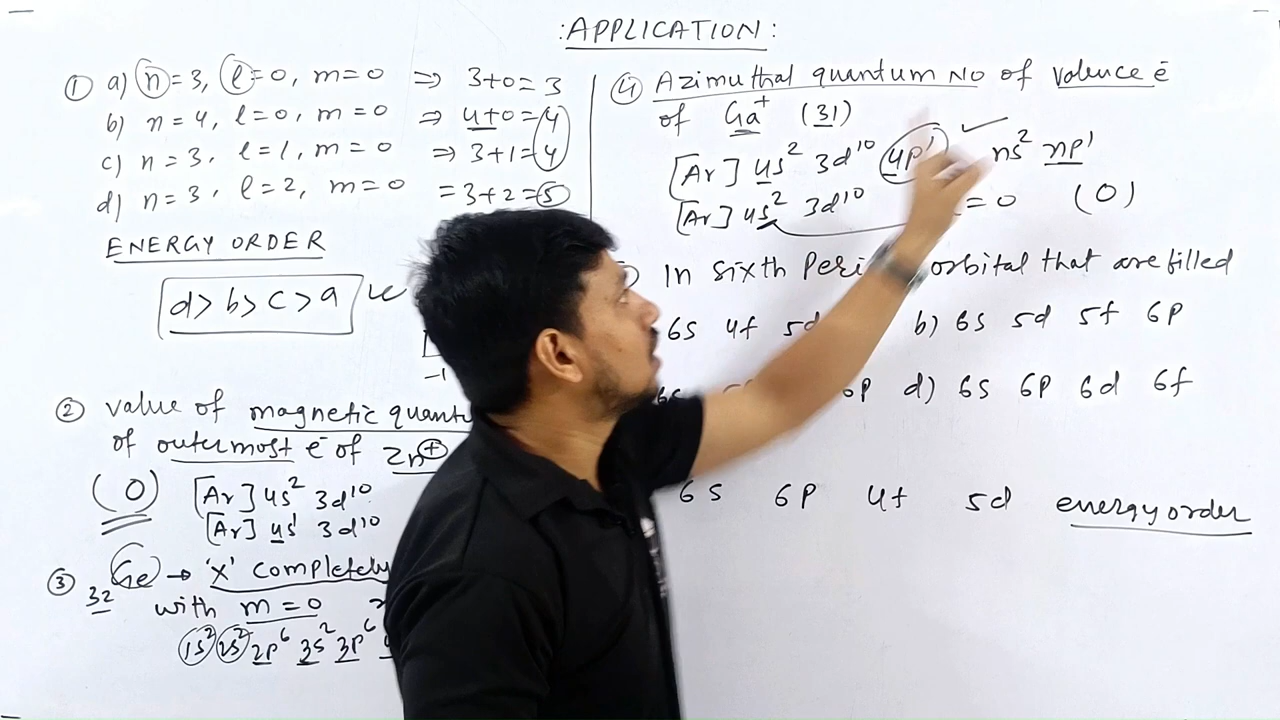 :APPLICATION:
① a) n=3, l=0, m=0 ⇒ 3+0=3
b) n=4, l=0, m=0 ⇒ 4+0=4
c) n=3, l=1, m=0 ⇒ 3+1=4
d) n=3, l=2, m=0 =3+2=5
ENERGY ORDER
d>b>c>a
-1
② value of magnetic
of outermost e⁻ of Zn⁺
(0) [Ar] 4s² 3d¹⁰
[Ar] 4s¹ 3d¹⁰
③ ₃₂Ge → 'x' completely
with m=0
1s² 2s² 2p⁶ 3s² 3p⁶
④ Azimuthal quantum No of valence e⁻
of Ga⁺ (31)
[Ar] 4s² 3d¹⁰ 4p¹ ns² np¹
[Ar] 4s² 3d¹⁰ =0 (0)
In sixth orbital that are filled
6s 4f b) 6s 5d 5f 6p
6p d) 6s 6p 6d 6f
6s 6p 4f 5d energy order